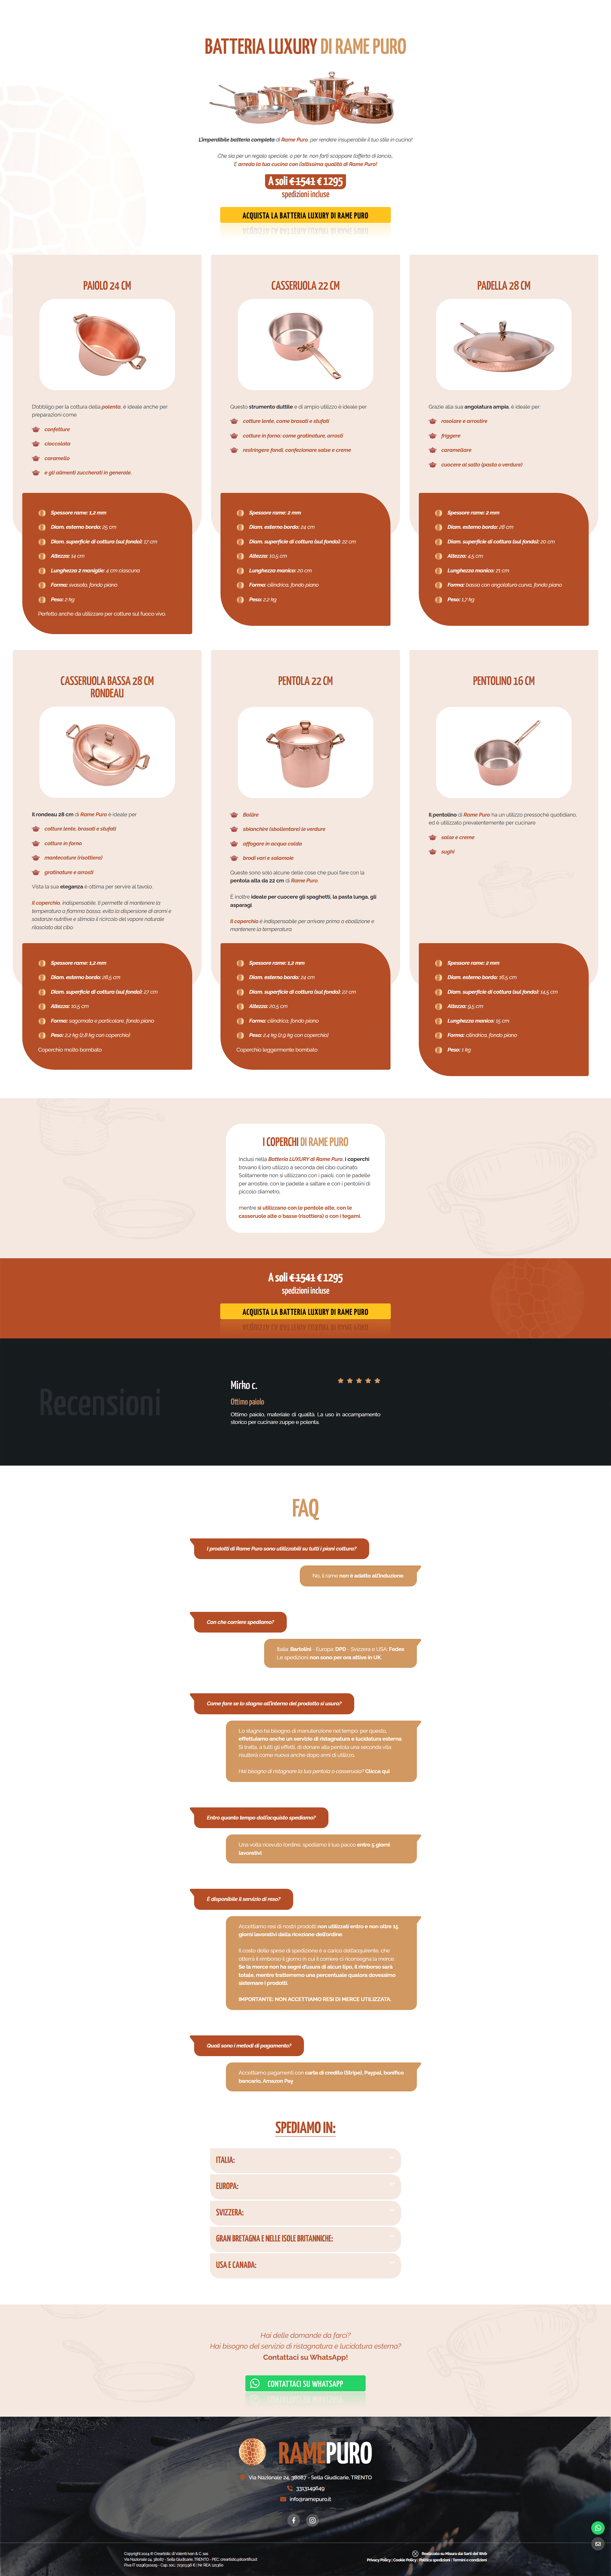 BATTERIA LUXURY DI RAME PURO
L'imperdibile batteria completa di Rame Puro, per rendere insuperabile il tuo stile in cucina!
Che sia per un regalo speciale, o per te, non farti scappare l'offerta di lancio.
E arreda la tua cucina con l'altissima qualità di Rame Puro!
A soli € 1541 € 1295
spedizioni incluse
ACQUISTA LA BATTERIA LUXURY DI RAME PURO
PAIOLO 24 CM
D'obbligo per la cottura della polenta, è ideale anche per
preparazioni come
confetture
cioccolata
caramello
e gli alimenti zuccherati in generale.
Spessore rame: 1,2 mm
Diam. esterno bordo: 25 cm
Diam. superficie di cottura (sul fondo): 17 cm
Altezza: 14 cm
Lunghezza 2 maniglie: 4 cm ciascuna
Forma: svasata, fondo piano
Peso: 2 kg
Perfetto anche da utilizzare per cotture sul fuoco vivo.
CASSERUOLA 22 CM
Questo strumento duttile e di ampio utilizzo è ideale per
cotture lente, come brasati e stufati
cotture in forno: come gratinature, arrosti
restringere fondi, confezionare salse e creme
Spessore rame: 2 mm
Diam. esterno bordo: 24 cm
Diam. superficie di cottura (sul fondo): 22 cm
Altezza: 10,5 cm
Lunghezza manico: 20 cm
Forma: cilindrica, fondo piano
Peso: 2,2 kg
PADELLA 28 CM
Grazie alla sua angolatura ampia, è ideale per:
rosolare e arrostire
friggere
caramellare
cuocere al salto (pasta o verdure)
Spessore rame: 2 mm
Diam. esterno bordo: 28 cm
Diam. superficie di cottura (sul fondo): 20 cm
Altezza: 4,5 cm
Lunghezza manico: 21 cm
Forma: bassa con angolatura curva, fondo piano
Peso: 1,7 kg
CASSERUOLA BASSA 28 CM
RONDEAU
Il rondeau 28 cm di Rame Puro è ideale per
cotture lente, brasati e stufati
cotture in forno
mantecature (risottiera)
gratinature e arrosti
Vista la sua eleganza è ottima per servire al tavolo.
Il coperchio, indispensabile, ti permette di mantenere la
temperatura a fiamma bassa, evita la dispersione di aromi e
sostanze nutritive e stimola il ricircolo del vapore naturale
rilasciato dal cibo.
Spessore rame: 1,2 mm
Diam. esterno bordo: 28,5 cm
Diam. superficie di cottura (sul fondo): 27 cm
Altezza: 10,5 cm
Forma: sagomata e particolare, fondo piano
Peso: 2,2 kg (2,8 kg con coperchio)
Coperchio molto bombato
PENTOLA 22 CM
Bollire
sbianchire (sbollentare) le verdure
affogare in acqua calda
brodi vari e salamoie
Queste sono solo alcune delle cose che puoi fare con la
pentola alta da 22 cm di Rame Puro
È inoltre ideale per cuocere gli spaghetti, la pasta lunga, gli
asparagi
Il coperchio è indispensabile per arrivare prima a ebollizione e
mantenere la temperatura
Spessore rame: 1,2 mm
Diam. esterno bordo: 24 cm
Diam. superficie di cottura (sul fondo): 22 cm
Altezza: 20,5 cm
Forma: cilindrica, fondo piano
Peso: 2,4 kg (2,9 kg con coperchio)
Coperchio leggermente bombato
PENTOLINO 16 CM
Il pentolino di Rame Puro ha un utilizzo pressoché quotidiano,
ed è utilizzato prevalentemente per cucinare
salse e creme
sughi
Spessore rame: 2 mm
Diam. esterno bordo: 16,5 cm
Diam. superficie di cottura (sul fondo): 14,5 cm
Altezza: 9,5 cm
Lunghezza manico: 15 cm
Forma: cilindrica, fondo piano
Peso: 1 kg
I COPERCHI DI RAME PURO
Inclusi nella Batteria LUXURY di Rame Puro, i coperchi
trovano il loro utilizzo a seconda del cibo cucinato.
Solitamente non si utilizzano con i paioli, con le padelle
per arrostire, con le padelle a saltare e con i pentolini di
piccolo diametro,
mentre si utilizzano con le pentole alte, con le
casseruole alte o basse (risottiera) o con i tegami.
A soli € 1541 € 1295
spedizioni incluse
ACQUISTA LA BATTERIA LUXURY DI RAME PURO
Recensioni
Mirko c.
Ottimo paiolo
Ottimo paiolo, materiale di qualità. La uso in accampamento
storico per cucinare zuppe e polenta.
FAQ
I prodotti di Rame Puro sono utilizzabili su tutti i piani cottura?
No, il rame non è adatto all'induzione.
Con che corriere spediamo?
Italia: Bartolini - Europa: DPD - Svizzera e USA: Fedex
Le spedizioni non sono per ora attive in UK.
Come fare se lo stagno all'interno del prodotto si usura?
Lo stagno ha bisogno di manutenzione nel tempo: per questo,
effettuiamo anche un servizio di ristagnatura e lucidatura esterna.
Si tratta, a tutti gli effetti, di donare alla pentola una seconda vita:
risulterà come nuova anche dopo anni di utilizzo.
Hai bisogno di ristagnare la tua pentola o casseruola? Clicca qui
Entro quanto tempo dall'acquisto spediamo?
Una volta ricevuto l'ordine, spediamo il tuo pacco entro 5 giorni
lavorativi
È disponibile il servizio di reso?
Accettiamo resi di nostri prodotti non utilizzati entro e non oltre 15
giorni lavorativi dalla ricezione dell'ordine.
Il costo delle spese di spedizione è a carico dell'acquirente, che
otterrà il rimborso il giorno in cui il corriere ci riconsegna la merce.
Se la merce non ha segni d'usura di alcun tipo, il rimborso sarà
totale, mentre tratterremo una percentuale qualora dovessimo
sistemare i prodotti.
IMPORTANTE: NON ACCETTIAMO RESI DI MERCE UTILIZZATA.
Quali sono i metodi di pagamento?
Accettiamo pagamenti con carta di credito (Stripe), Paypal, bonifico
bancario, Amazon Pay
SPEDIAMO IN:
ITALIA:
EUROPA:
SVIZZERA:
GRAN BRETAGNA E NELLE ISOLE BRITANNICHE:
USA E CANADA:
Hai delle domande da farci?
Hai bisogno del servizio di ristagnatura e lucidatura esterna?
Contattaci su WhatsApp!
CONTATTACI SU WHATSAPP
RAMEPURO
Via Nazionale 24, 38087 - Sella Giudicarie, TRENTO
3313149649
info@ramepuro.it
Realizzato su Misura dai Sarti del Web
Privacy Policy | Cookie Policy | Politica spedizioni | Termini e condizioni